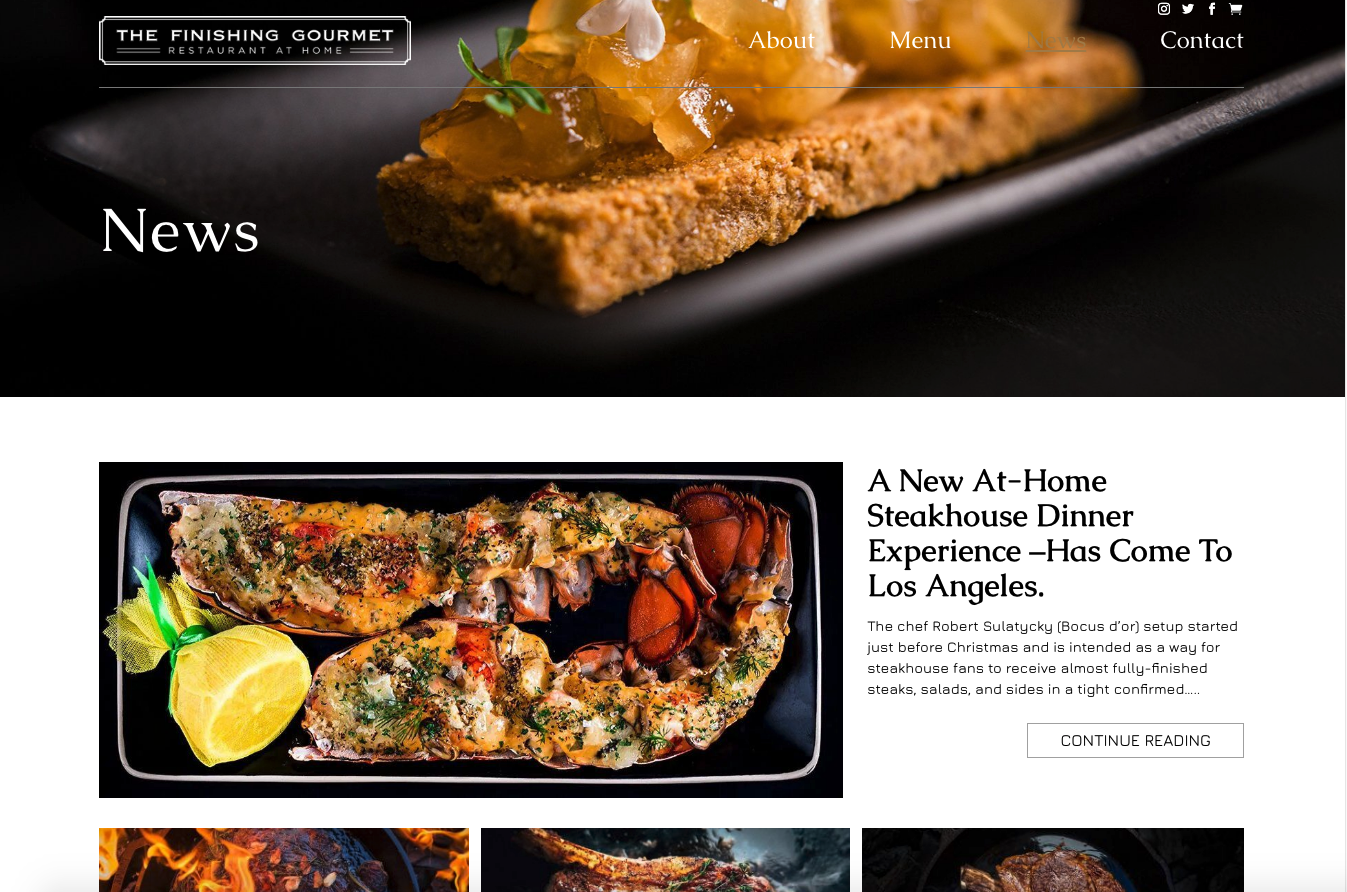 THE FINISHING GOURMET
RESTAURANT AT HOME
About Menu News Contact
News
A New At-Home
Steakhouse Dinner
Experience –Has Come To
Los Angeles.
The chef Robert Sulatycky (Bocus d'or) setup started
just before Christmas and is intended as a way for
steakhouse fans to receive almost fully-finished
steaks, salads, and sides in a tight confirmed.....
CONTINUE READING